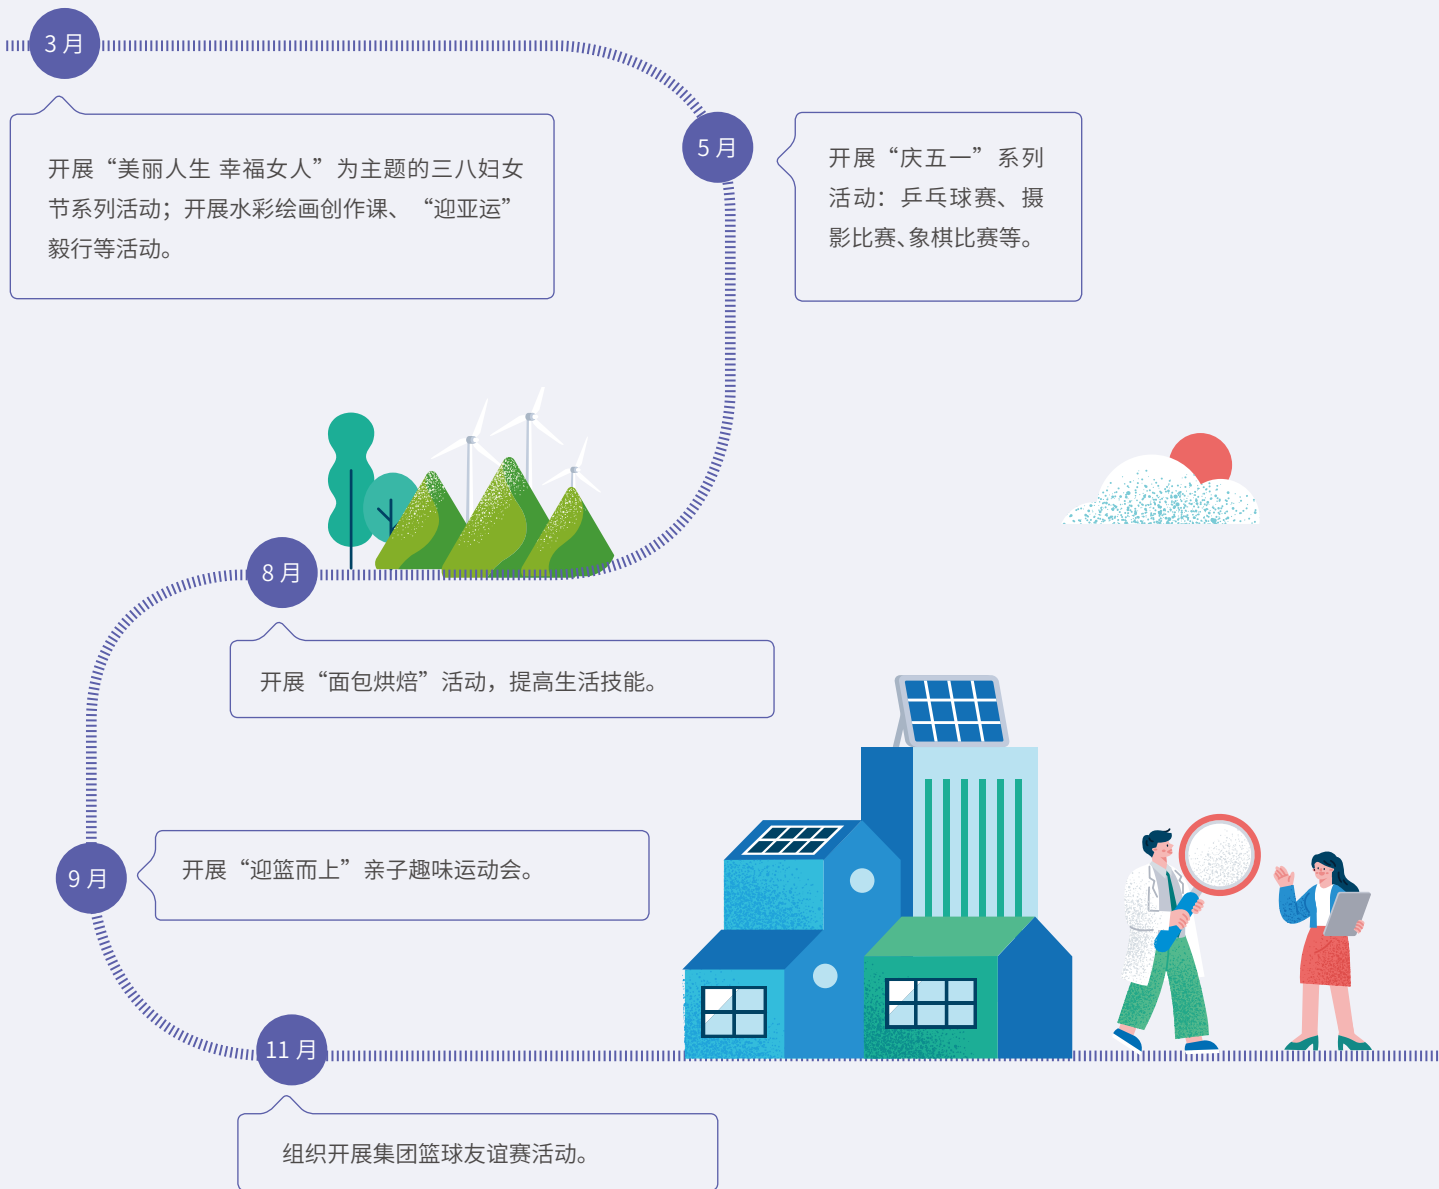 3 月
开展“美丽人生 幸福女人”为主题的三八妇女
节系列活动；开展水彩绘画创作课、“迎亚运”
毅行等活动。
5 月
开展“庆五一”系列
活动：乒乓球赛、摄
影比赛、象棋比赛等。
8 月
开展“面包烘焙”活动，提高生活技能。
9 月
开展“迎篮而上”亲子趣味运动会。
11 月
组织开展集团篮球友谊赛活动。